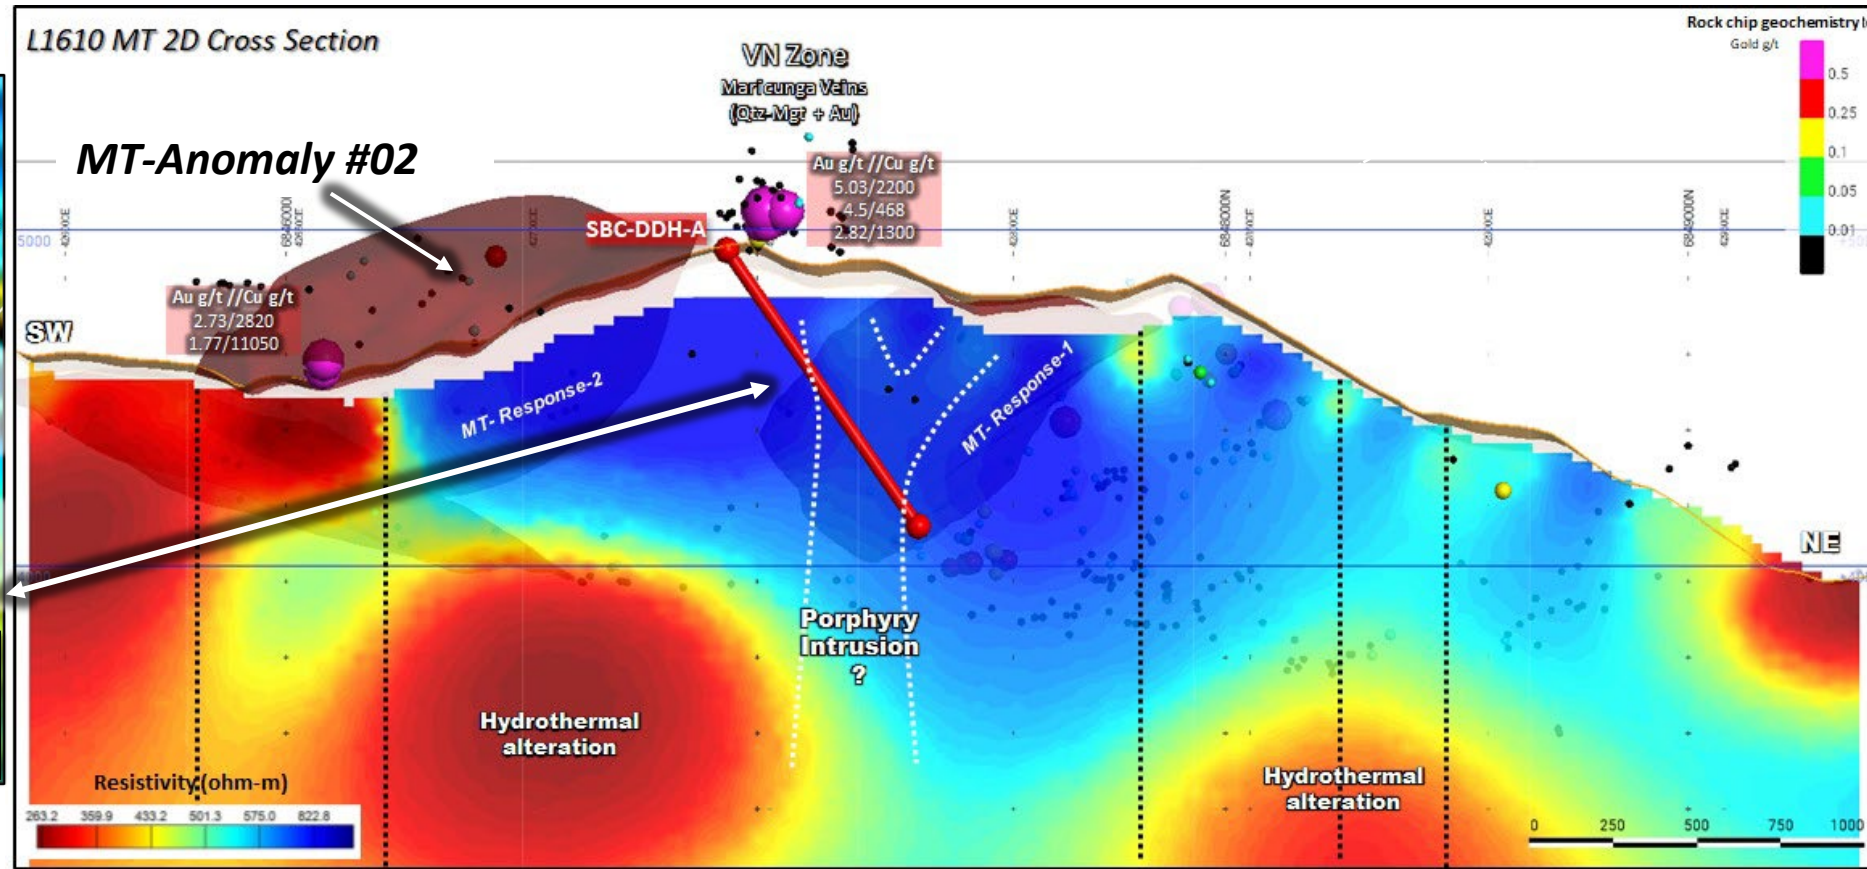 L1610 MT 2D Cross Section
Rock chip geochemistry
Gold g/t
0.5
0.25
0.1
0.05
0.01
VN Zone
Maricunga Veins
(Qtz-Mgt + Au)
MT-Anomaly #02
Au g/t //Cu g/t
5.03/2200
4.5/468
2.82/1300
SBC-DDH-A
5000
Au g/t //Cu g/t
2.73/2820
1.77/11050
SW
NE
6848000N
6849000N
MT- Response-2
MT- Response-1
Porphyry
Intrusion
?
Hydrothermal
alteration
Hydrothermal
alteration
Resistivity (ohm-m)
263.2 359.9 433.2 501.3 575.0 822.8
0 250 500 750 1000